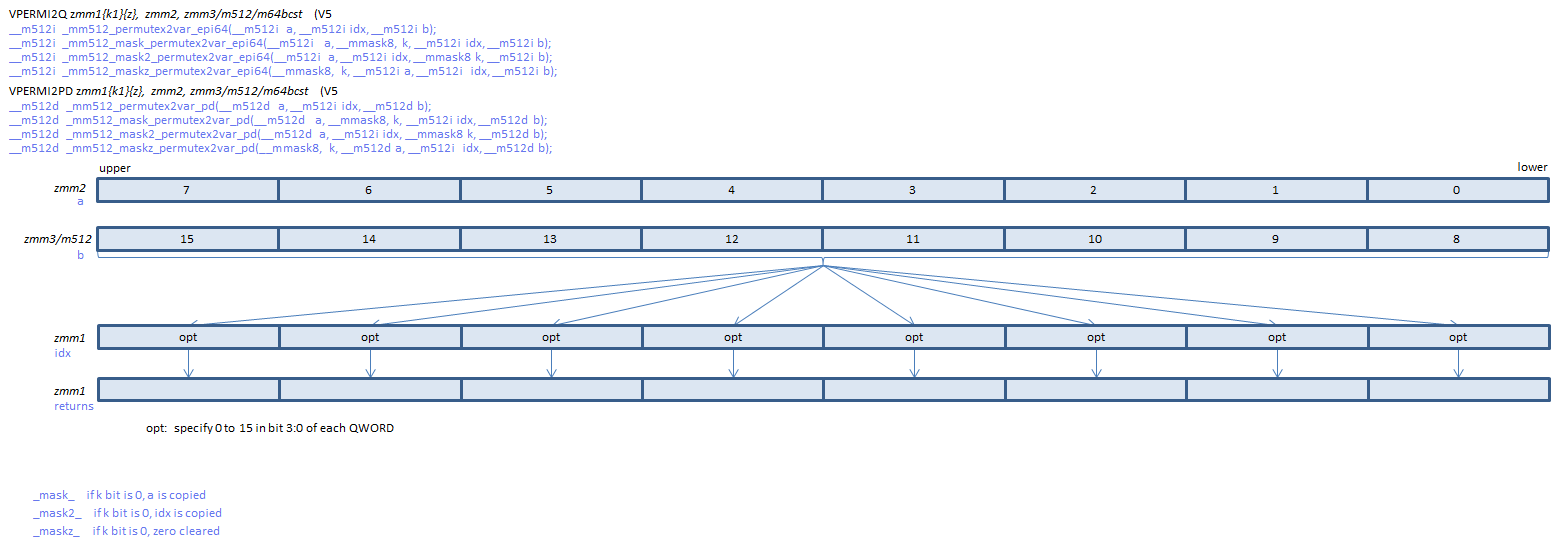 VPERMI2Q zmm1{k1}{z}, zmm2, zmm3/m512/m64bcst (V5
__m512i _mm512_permutex2var_epi64(__m512i a, __m512i idx, __m512i b);
__m512i _mm512_mask_permutex2var_epi64(__m512i a, __mmask8, k, __m512i idx, __m512i b);
__m512i _mm512_mask2_permutex2var_epi64(__m512i a, __m512i idx, __mmask8 k, __m512i b);
__m512i _mm512_maskz_permutex2var_epi64(__mmask8, k, __m512i a, __m512i idx, __m512i b);
VPERMI2PD zmm1{k1}{z}, zmm2, zmm3/m512/m64bcst (V5
__m512d _mm512_permutex2var_pd(__m512d a, __m512i idx, __m512d b);
__m512d _mm512_mask_permutex2var_pd(__m512d a, __mmask8, k, __m512i idx, __m512d b);
__m512d _mm512_mask2_permutex2var_pd(__m512d a, __m512i idx, __mmask8 k, __m512d b);
__m512d _mm512_maskz_permutex2var_pd(__mmask8, k, __m512d a, __m512i idx, __m512d b);
upper lower
zmm2 7 6 5 4 3 2 1 0
a
zmm3/m512 15 14 13 12 11 10 9 8
b
zmm1 opt opt opt opt opt opt opt opt
idx
zmm1
returns
opt: specify 0 to 15 in bit 3:0 of each QWORD
_mask_ if k bit is 0, a is copied
_mask2_ if k bit is 0, idx is copied
_maskz_ if k bit is 0, zero cleared